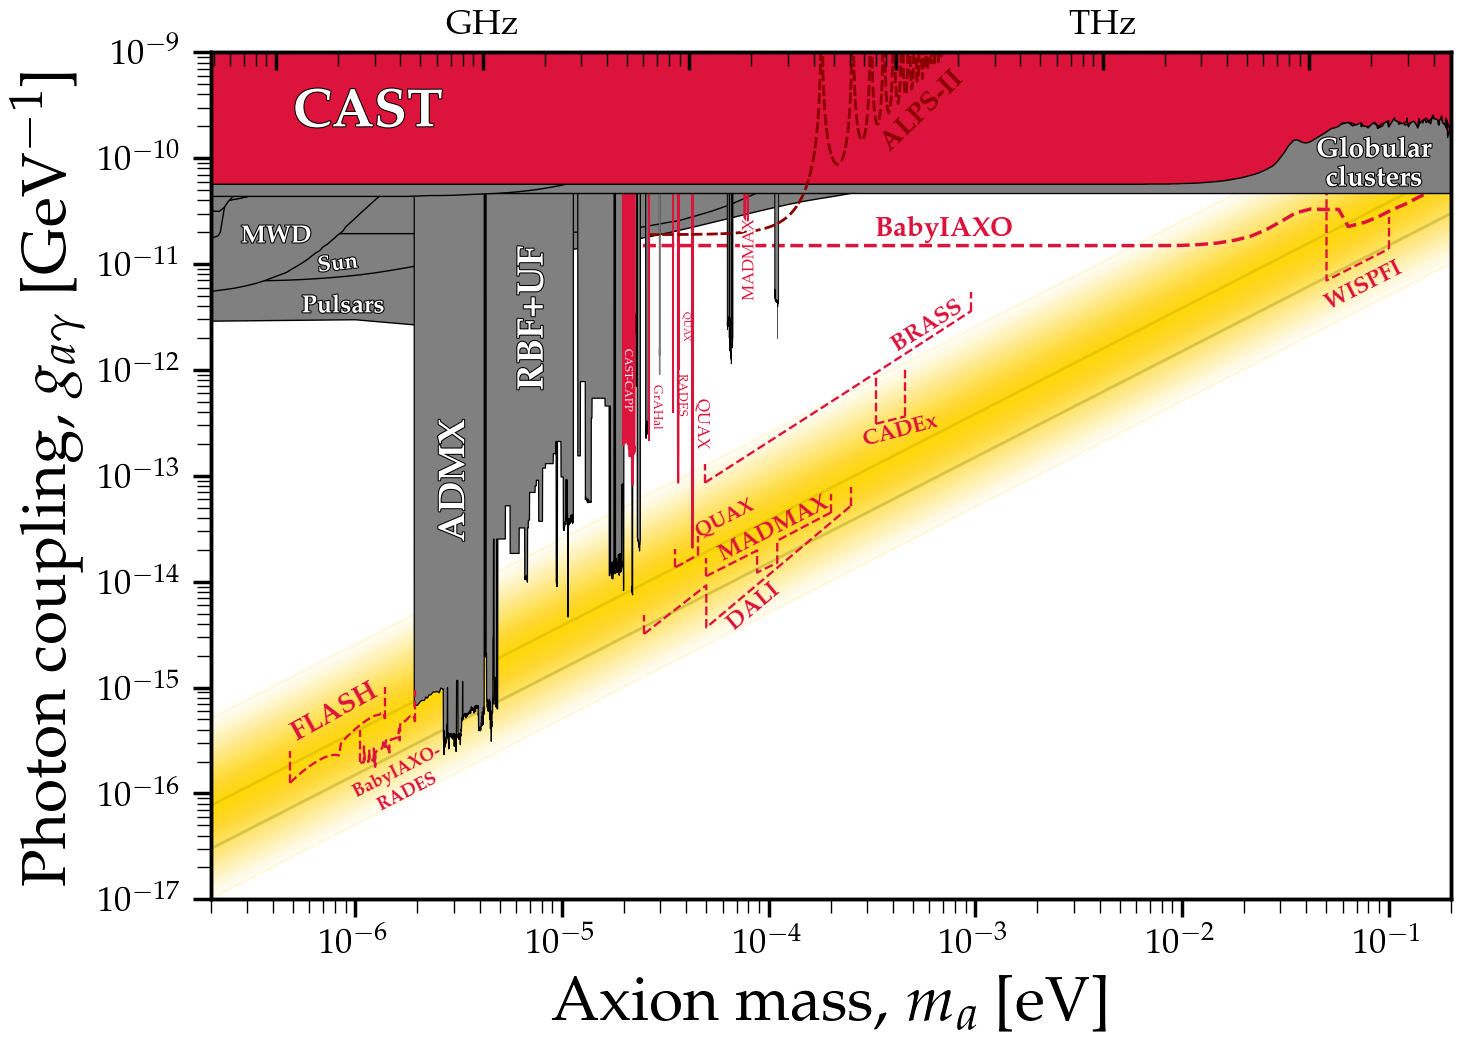 GHz THz
10⁻⁹
CAST
ALPS-II
10⁻¹⁰
Globular
clusters
MWD
BabyIAXO
MADMAX
10⁻¹¹
Sun
WISPFI
Pulsars
RBF+UF
QUAX
BRASS
10⁻¹²
CAST-CAPP
GrAHal
RADES
QUAX
CADEx
ADMX
10⁻¹³
QUAX
MADMAX
10⁻¹⁴
DALI
10⁻¹⁵
FLASH
BabyIAXO-
RADES
10⁻¹⁶
10⁻¹⁷
Photon coupling, gₐᵧ [GeV⁻¹]
10⁻⁶ 10⁻⁵ 10⁻⁴ 10⁻³ 10⁻² 10⁻¹
Axion mass, mₐ [eV]